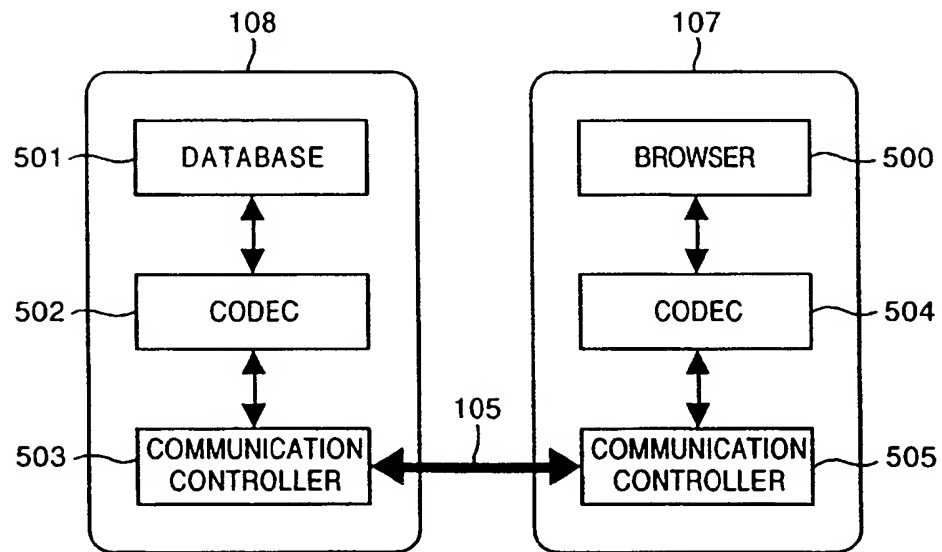 108
107
501
DATABASE
BROWSER
500
502
CODEC
CODEC
504
105
503
COMMUNICATION
CONTROLLER
COMMUNICATION
CONTROLLER
505